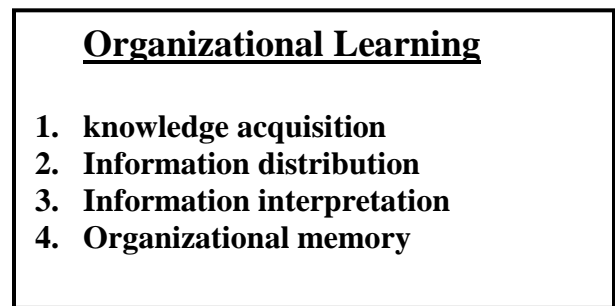 Organizational Learning
1. knowledge acquisition
2. Information distribution
3. Information interpretation
4. Organizational memory